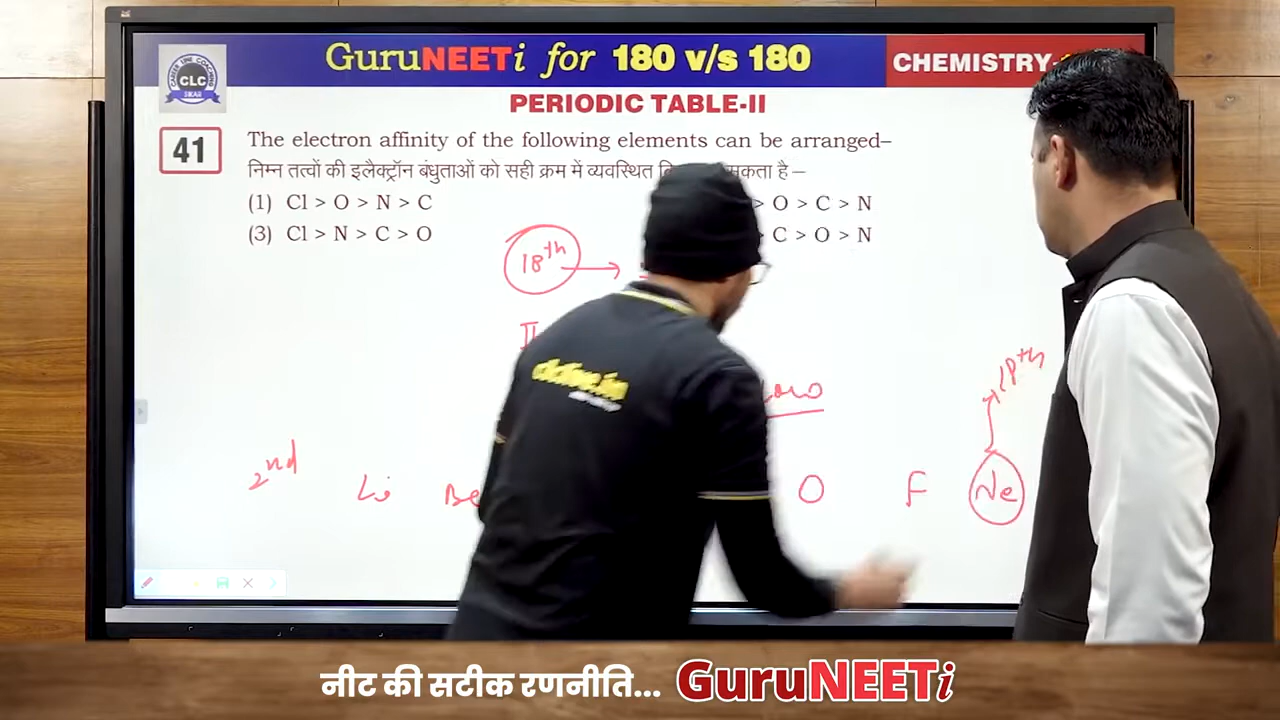 GuruNEETi for 180 v/s 180
CHEMISTRY-
CLC
SIKAR
PERIODIC TABLE-II
41
The electron affinity of the following elements can be arranged–
निम्न तत्वों की इलैक्ट्रॉन बंधुताओं को सही क्रम में व्यवस्थित सकता है –
(1) Cl > O > N > C
> O > C > N
(3) Cl > N > C > O
> C > O > N
18th
18th
2nd Li Be O F Ne
नीट की सटीक रणनीति... GuruNEETi